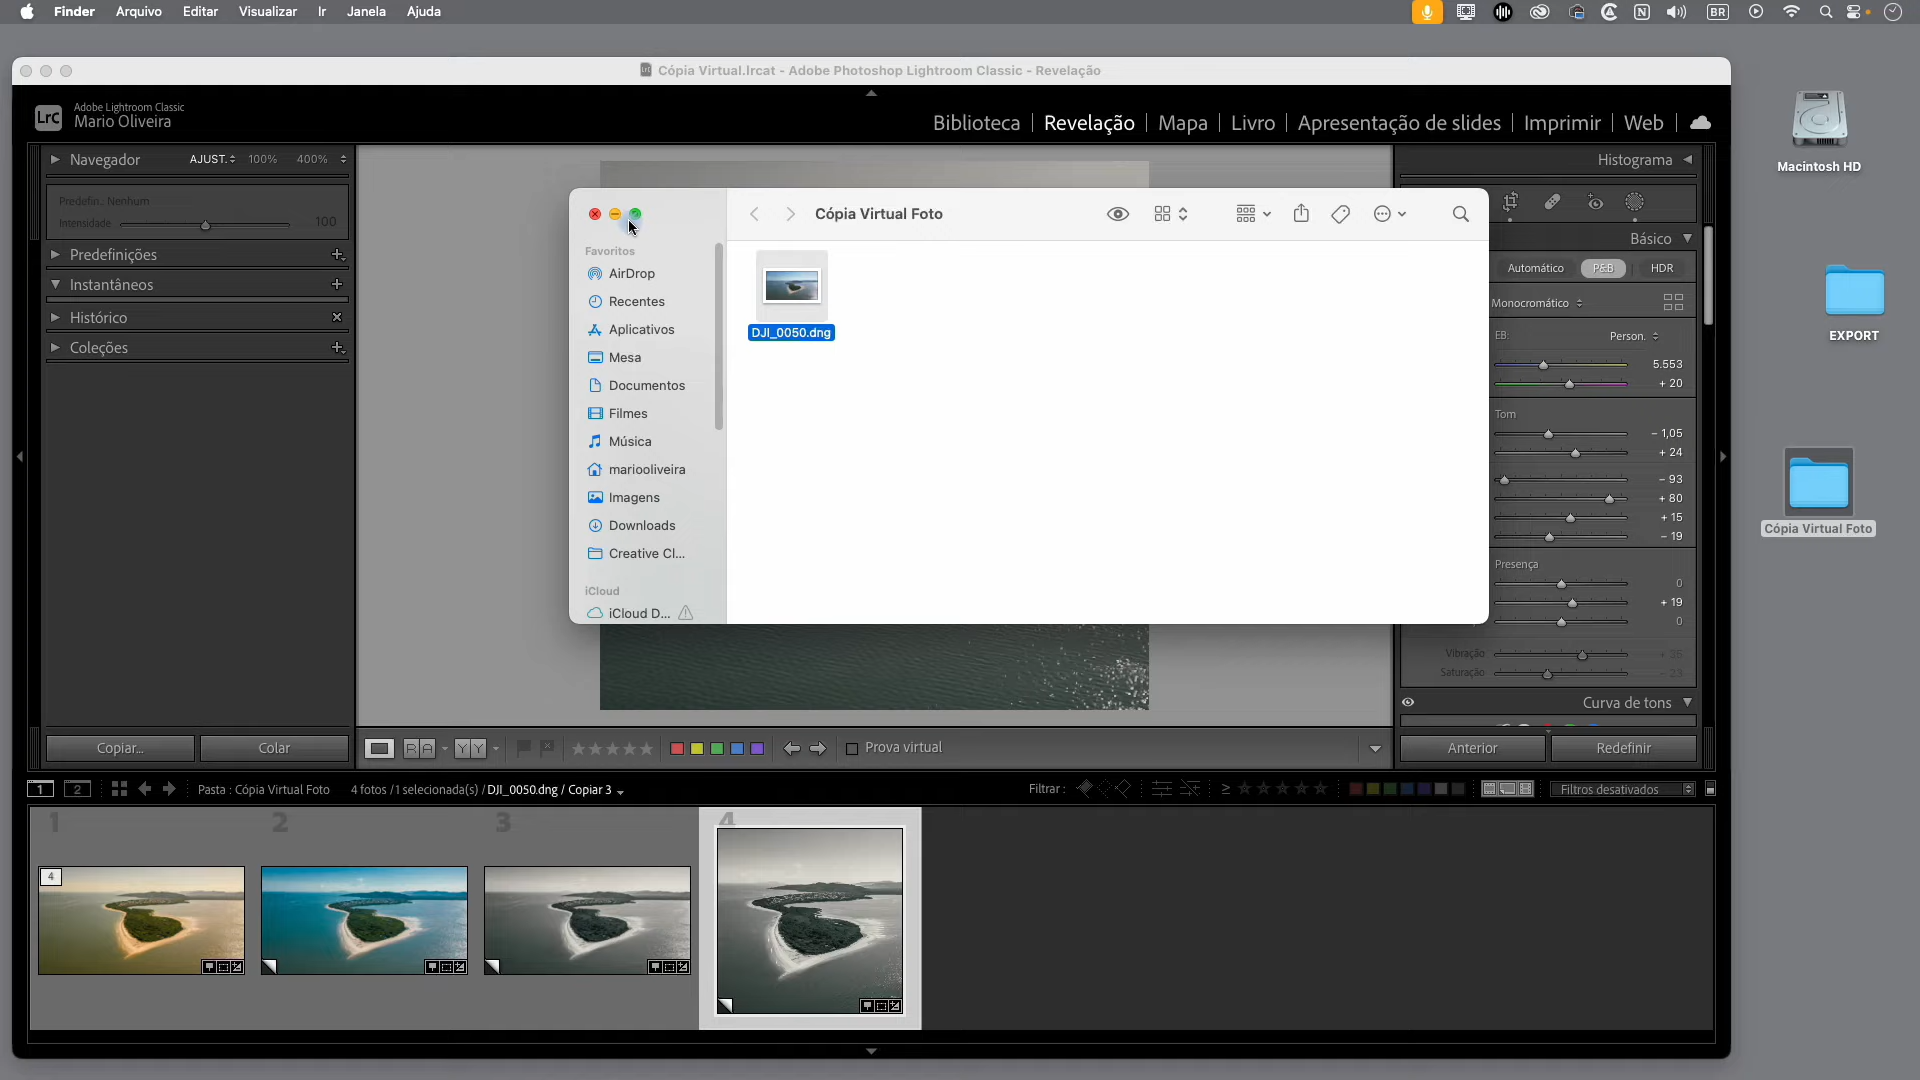 Finder Arquivo Editar Visualizar Ir Janela Ajuda
BR
Cópia Virtual.lrcat - Adobe Photoshop Lightroom Classic - Revelação
LrC
Adobe Lightroom Classic
Mario Oliveira
Biblioteca | Revelação | Mapa | Livro | Apresentação de slides | Imprimir | Web
Macintosh HD
EXPORT
Cópia Virtual Foto
Navegador AJUST. 100% 400%
Predefin.: Nenhum
Intensidade 100
Predefinições
Instantâneos
Histórico
Coleções
Copiar... Colar
Cópia Virtual Foto
Favoritos
AirDrop
Recentes
Aplicativos
Mesa
Documentos
Filmes
Música
mariooliveira
Imagens
Downloads
Creative Cl...
iCloud
iCloud D...
DJI_0050.dng
Histograma
Básico
Automático P&B HDR
Monocromático
EB: Person.
5.553
+ 20
Tom
- 1,05
+ 24
- 93
+ 80
+ 15
- 19
Presença
0
+ 19
0
Vibração + 35
Saturação - 23
Curva de tons
Anterior Redefinir
R A Y Y
Prova virtual
1 2 Pasta : Cópia Virtual Foto 4 fotos / 1 selecionada(s) / DJI_0050.dng / Copiar 3
Filtrar : ≥ Filtros desativados
1 2 3 4
4